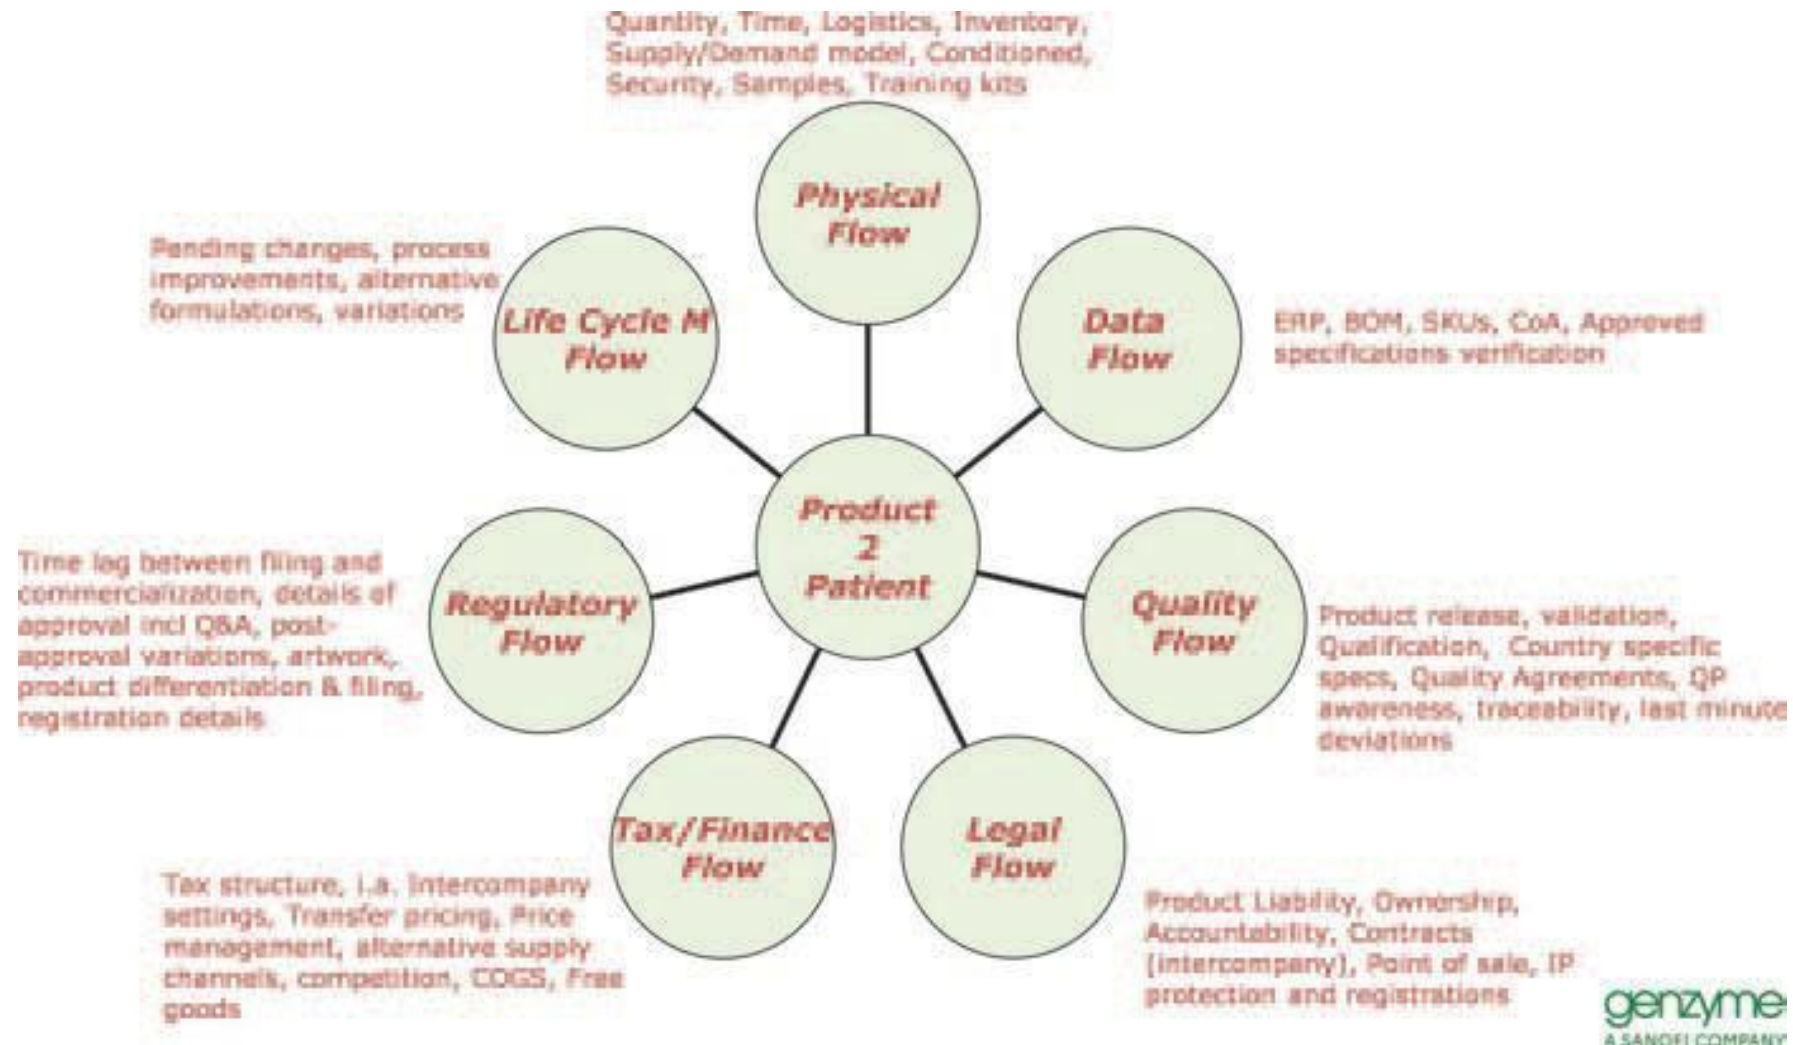 Quantity, Time, Logistics, Inventory,
Supply/Demand model, Conditioned,
Security, Samples, Training kits
Physical
Flow
Pending changes, process
improvements, alternative
formulations, variations
Life Cycle M
Flow
Data
Flow
ERP, BOM, SKUs, CoA, Approved
specifications verification
Product
2
Patient
Time lag between filing and
commercialization, details of
approval incl Q&A, post-
approval variations, artwork,
product differentiation & filing,
registration details
Regulatory
Flow
Quality
Flow
Product release, validation,
Qualification, Country specific
specs, Quality Agreements, QP
awareness, traceability, last minute
deviations
Tax/Finance
Flow
Legal
Flow
Tax structure, i.a. Intercompany
settings, Transfer pricing, Price
management, alternative supply
channels, competition, COGS, Free
goods
Product Liability, Ownership,
Accountability, Contracts
(intercompany), Point of sale, IP
protection and registrations
genzyme
A SANOFI COMPANY